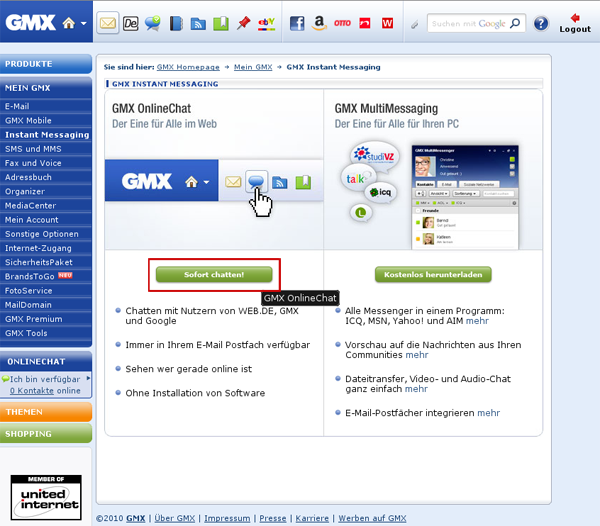 GMX
De
ebY
OTTO
Suchen mit Google
Logout
PRODUKTE
MEIN GMX
E-Mail
GMX Mobile
Instant Messaging
SMS und MMS
Fax und Voice
Adressbuch
Organizer
MediaCenter
Mein Account
Sonstige Optionen
Internet-Zugang
SicherheitsPaket
BrandsToGo NEU
FotoService
MailDomain
GMX Premium
GMX Tools
ONLINECHAT
Ich bin verfügbar
0 Kontakte online
THEMEN
SHOPPING
MEMBER OF
united
internet
Sie sind hier: GMX Homepage → Mein GMX → GMX Instant Messaging
GMX INSTANT MESSAGING
GMX OnlineChat
Der Eine für Alle im Web
GMX
Sofort chatten!
GMX OnlineChat
Chatten mit Nutzern von WEB.DE, GMX
und Google
Immer in Ihrem E-Mail Postfach verfügbar
Sehen wer gerade online ist
Ohne Installation von Software
GMX MultiMessaging
Der Eine für Alle für Ihren PC
studiVZ
talk
icq
GMX MultiMessenger
Christine
Kontakte
E-Mail
Soziale Netzwerke
Ansicht
Sortierung
Freunde
Bernd
Gut gelaunt :)
Kathleen
Kostenlos herunterladen
Alle Messenger in einem Programm:
ICQ, MSN, Yahoo! und AIM mehr
Vorschau auf die Nachrichten aus Ihren
Communities mehr
Dateitransfer, Video- und Audio-Chat
ganz einfach mehr
E-Mail-Postfächer integrieren mehr
©2010 GMX | Über GMX | Impressum | Presse | Karriere | Werben auf GMX